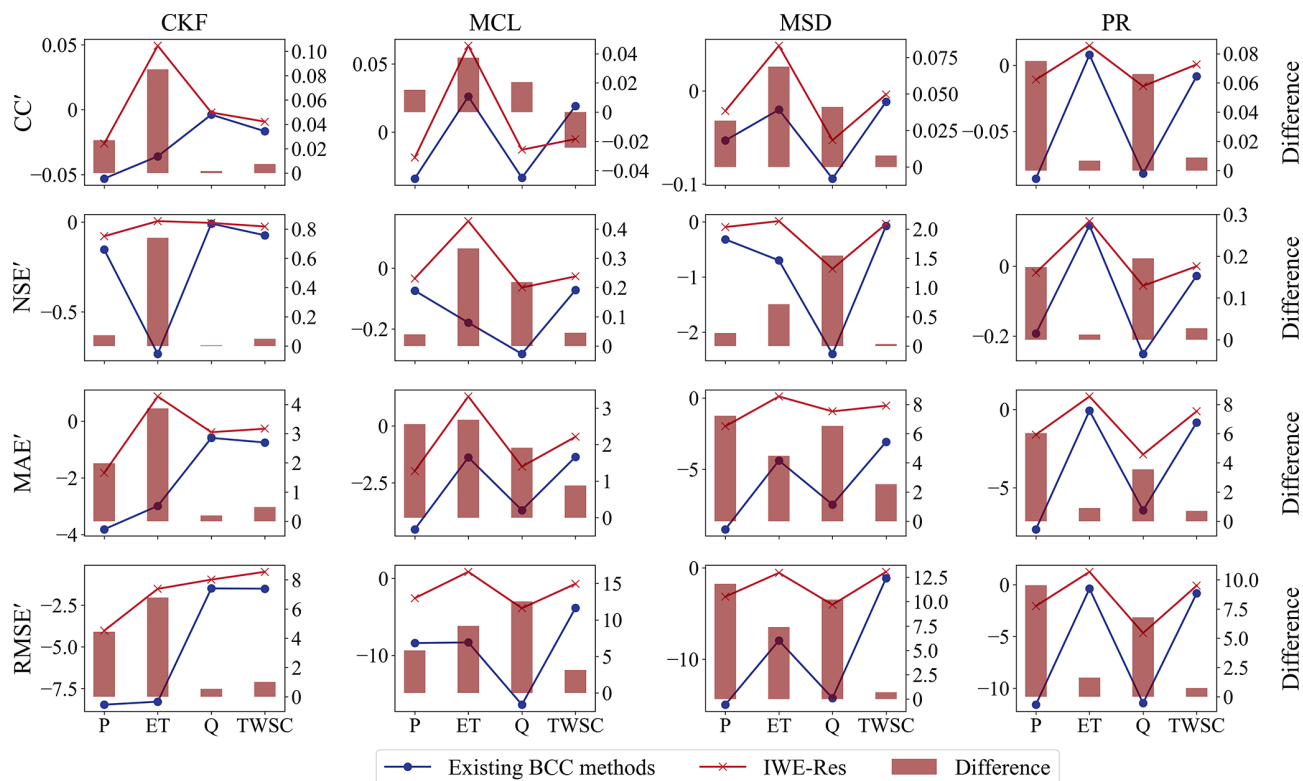 CKF MCL MSD PR
CC′ 0.05 0 −0.05 0.10 0.08 0.06 0.04 0.02 0 0.05 0 0.04 0.02 0 −0.02 −0.04 0 −0.1 0.075 0.050 0.025 0 0 −0.05 0.08 0.06 0.04 0.02 0 Difference
NSE′ 0 −0.5 0.8 0.6 0.4 0.2 0 0 −0.2 0.4 0.3 0.2 0.1 0 0 −1 −2 2.0 1.5 1.0 0.5 0 0 −0.2 0.3 0.2 0.1 0 Difference
MAE′ 0 −2 −4 4 3 2 1 0 0 −2.5 3 2 1 0 0 −5 8 6 4 2 0 0 −5 8 6 4 2 0 Difference
RMSE′ −2.5 −5.0 −7.5 8 6 4 2 0 0 −10 15 10 5 0 0 −10 12.5 10.0 7.5 5.0 2.5 0 0 −5 −10 10.0 7.5 5.0 2.5 0 Difference
P ET Q TWSC P ET Q TWSC P ET Q TWSC P ET Q TWSC
Existing BCC methods IWE-Res Difference